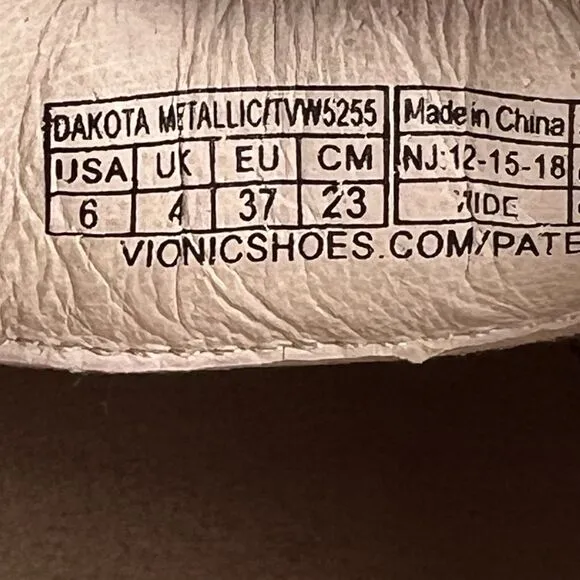 DAKOTA METALLIC/TVW5255 Made in China
USA UK EU CM NJ:12-15-18
6 4 37 23 WIDE
VIONICSHOES.COM/PATE